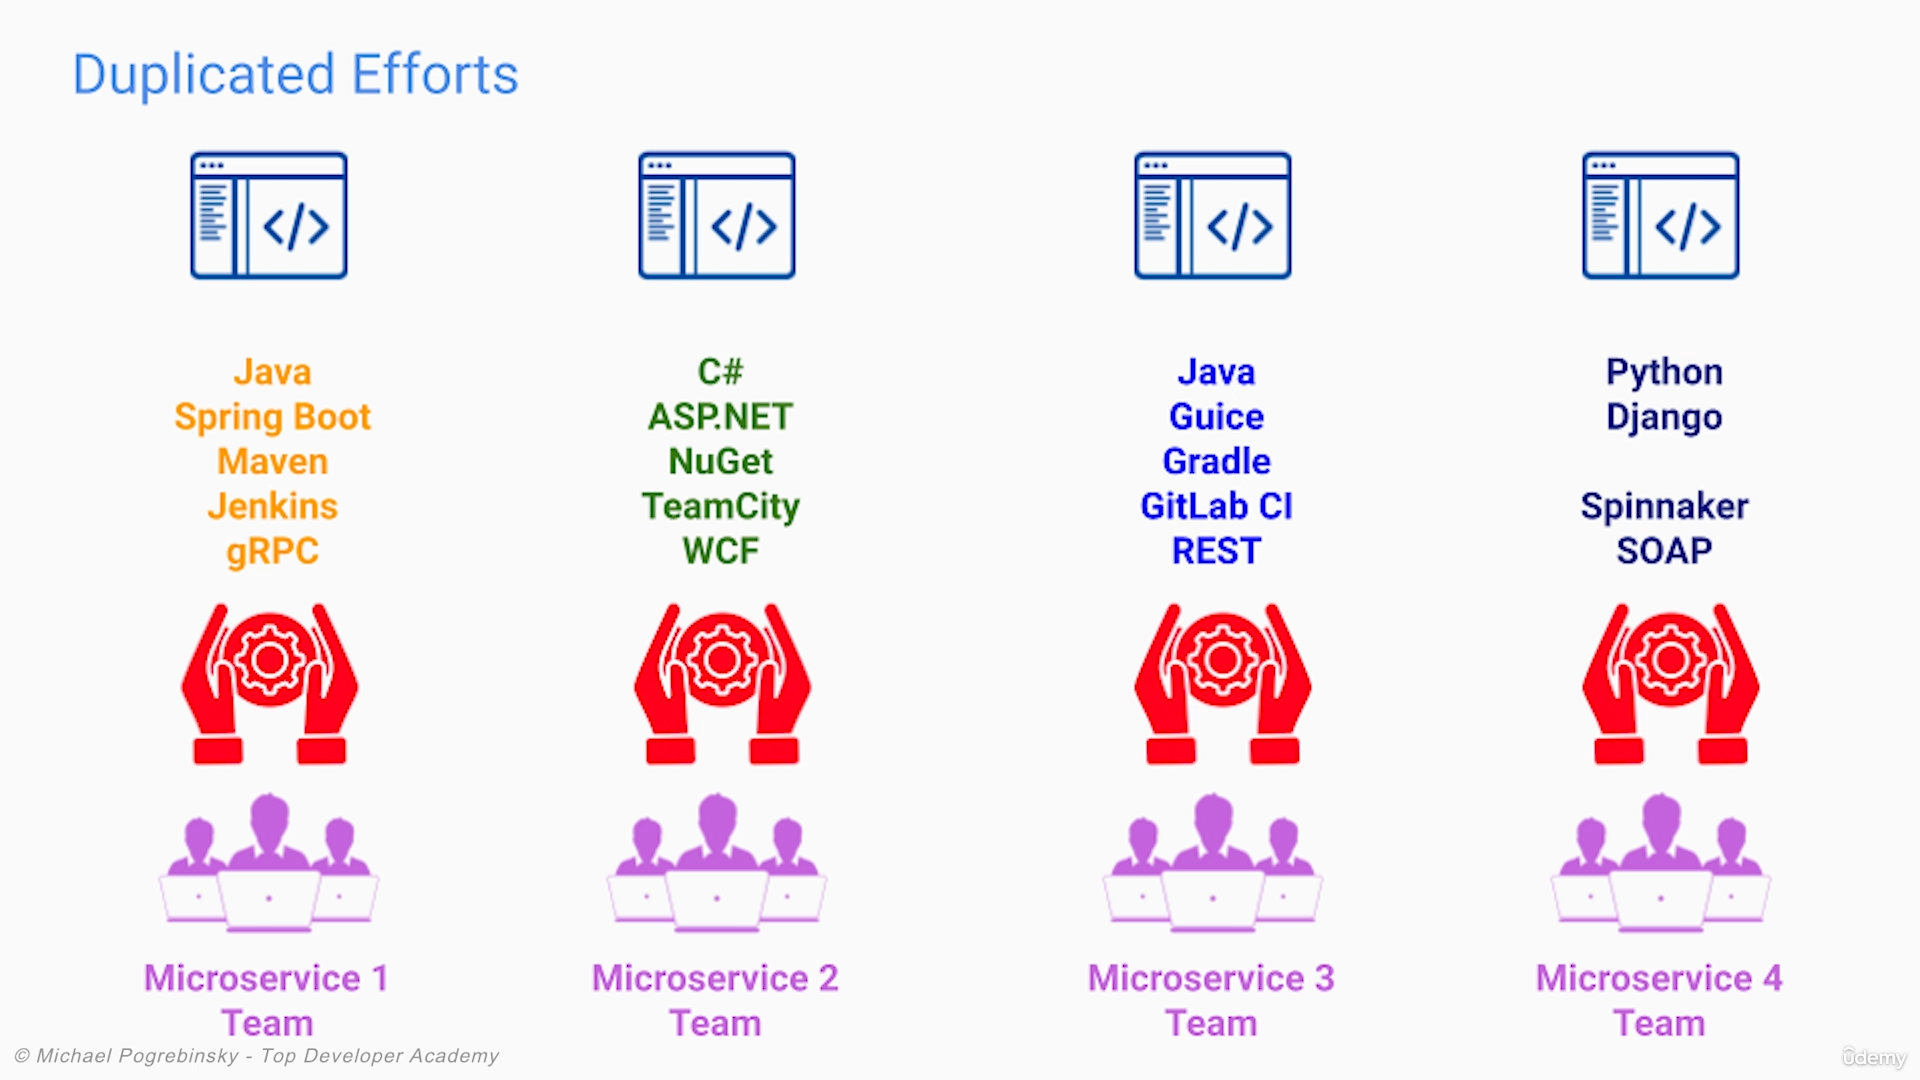 Duplicated Efforts
</>
</>
</>
</>
Java
Spring Boot
Maven
Jenkins
gRPC
C#
ASP.NET
NuGet
TeamCity
WCF
Java
Guice
Gradle
GitLab CI
REST
Python
Django
Spinnaker
SOAP
Microservice 1
Team
Microservice 2
Team
Microservice 3
Team
Microservice 4
Team
© Michael Pogrebinsky - Top Developer Academy
ûdemy